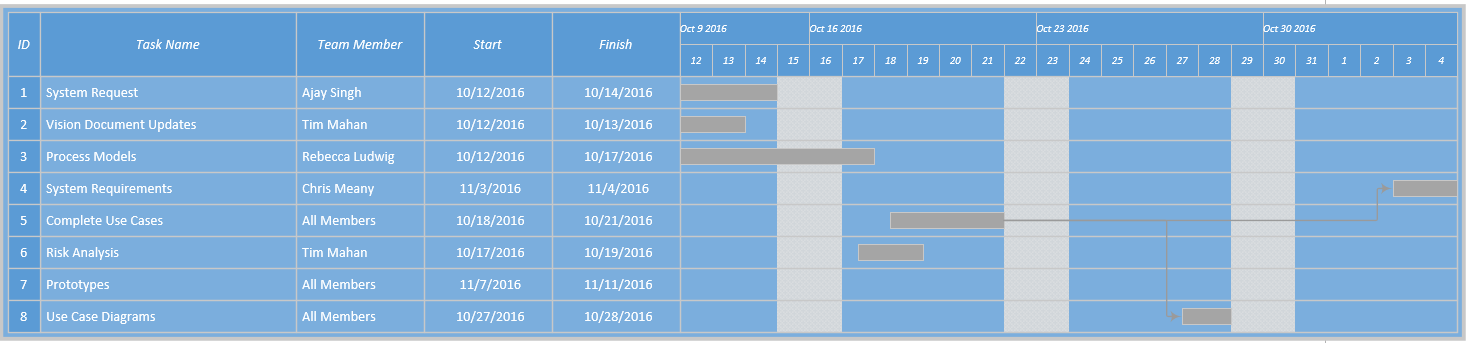 ID Task Name Team Member Start Finish Oct 9 2016 Oct 16 2016 Oct 23 2016 Oct 30 2016
12 13 14 15 16 17 18 19 20 21 22 23 24 25 26 27 28 29 30 31 1 2 3 4
1 System Request Ajay Singh 10/12/2016 10/14/2016
2 Vision Document Updates Tim Mahan 10/12/2016 10/13/2016
3 Process Models Rebecca Ludwig 10/12/2016 10/17/2016
4 System Requirements Chris Meany 11/3/2016 11/4/2016
5 Complete Use Cases All Members 10/18/2016 10/21/2016
6 Risk Analysis Tim Mahan 10/17/2016 10/19/2016
7 Prototypes All Members 11/7/2016 11/11/2016
8 Use Case Diagrams All Members 10/27/2016 10/28/2016